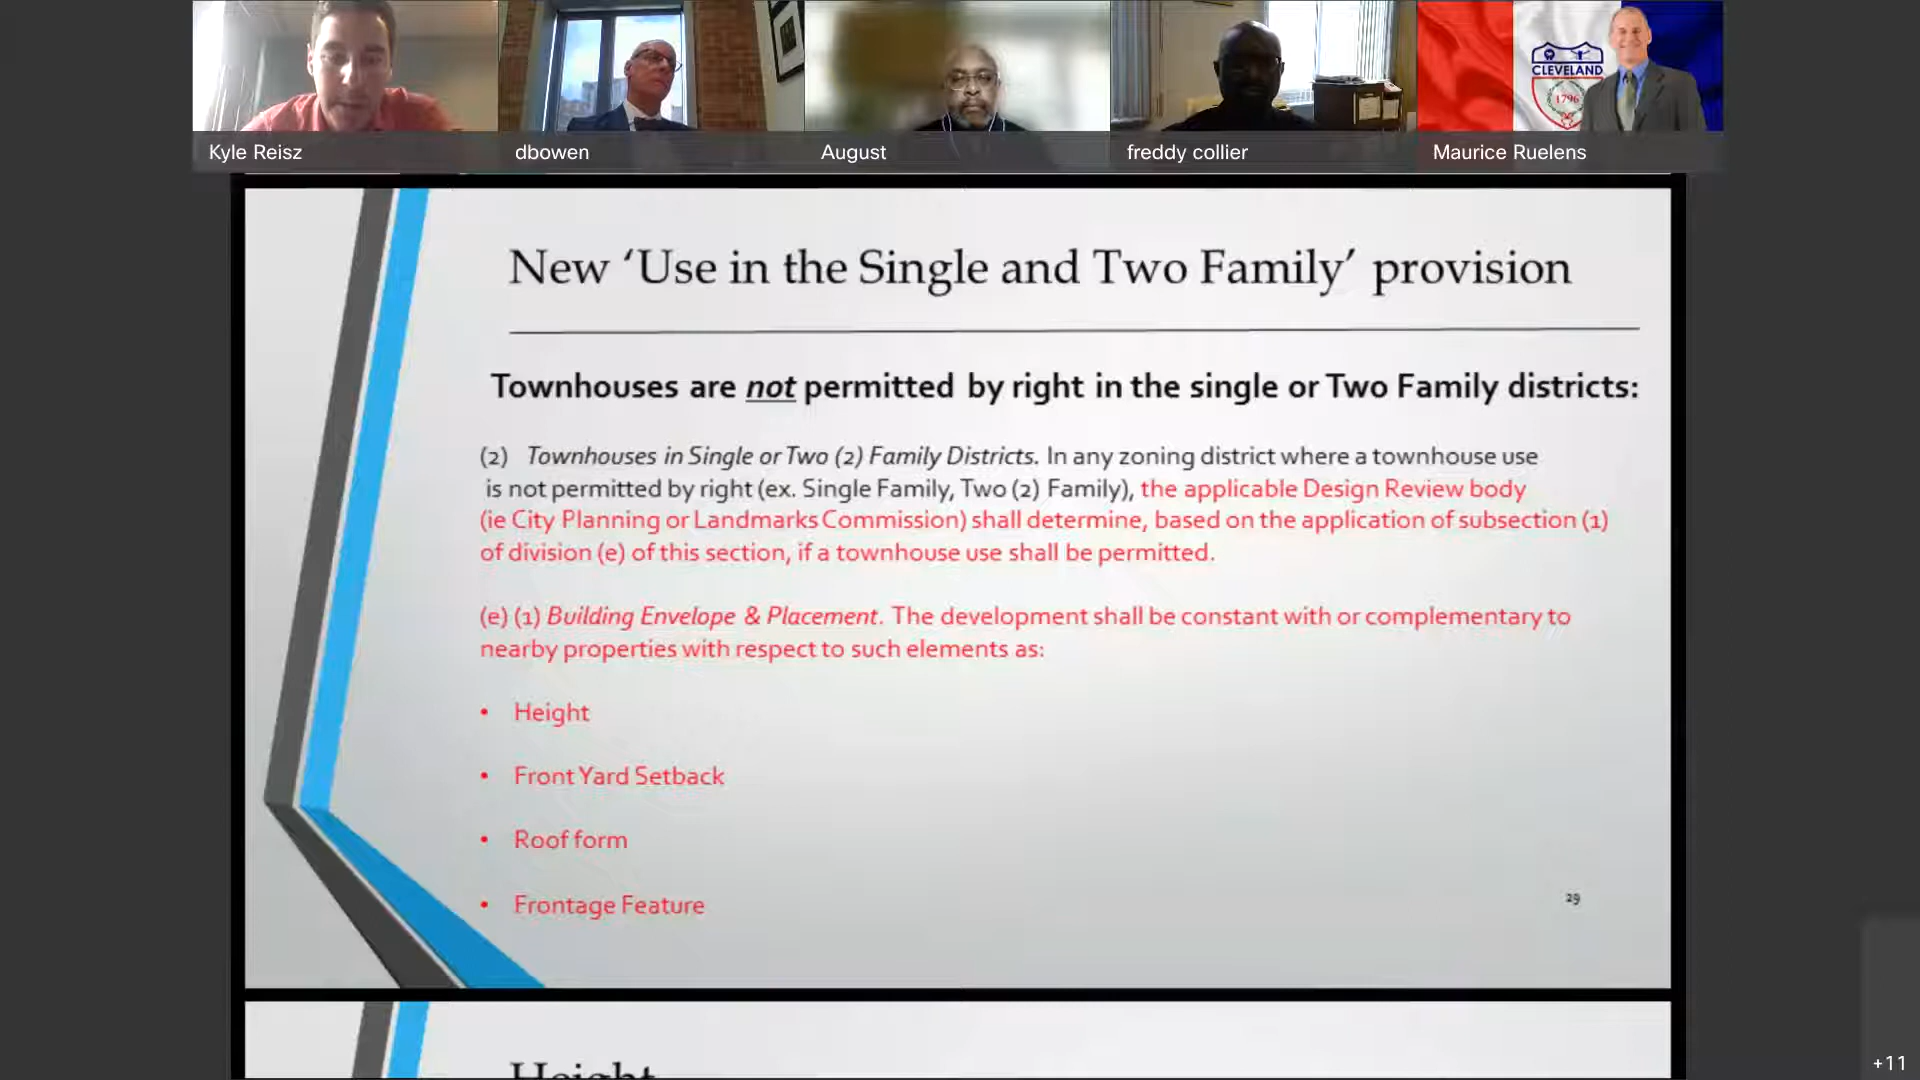 CLEVELAND
1796
Kyle Reisz
dbowen
August
freddy collier
Maurice Ruelens
New ‘Use in the Single and Two Family’ provision
Townhouses are not permitted by right in the single or Two Family districts:
(2) Townhouses in Single or Two (2) Family Districts. In any zoning district where a townhouse use
is not permitted by right (ex. Single Family, Two (2) Family), the applicable Design Review body
(ie City Planning or Landmarks Commission) shall determine, based on the application of subsection (1)
of division (e) of this section, if a townhouse use shall be permitted.
(e) (1) Building Envelope & Placement. The development shall be constant with or complementary to
nearby properties with respect to such elements as:
• Height
• Front Yard Setback
• Roof form
• Frontage Feature
29
Height
+11